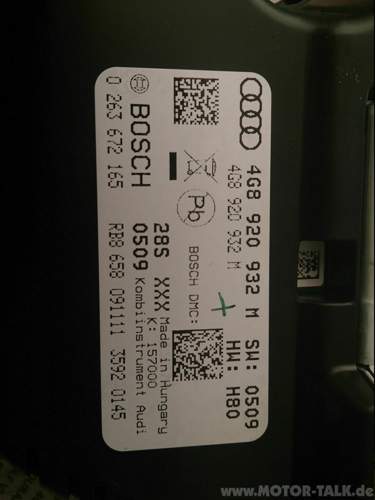 4G8 920 932 M SW: 0509
4G8 920 932 M HW: H80
Pb
BOSCH DMC:
28S XXX Made in Hungary
K: 157000
0509 Kombiinstrument Audi
BOSCH
0 263 672 165 RB8 658 091111 3592 0145
www.MOTOR-TALK.de